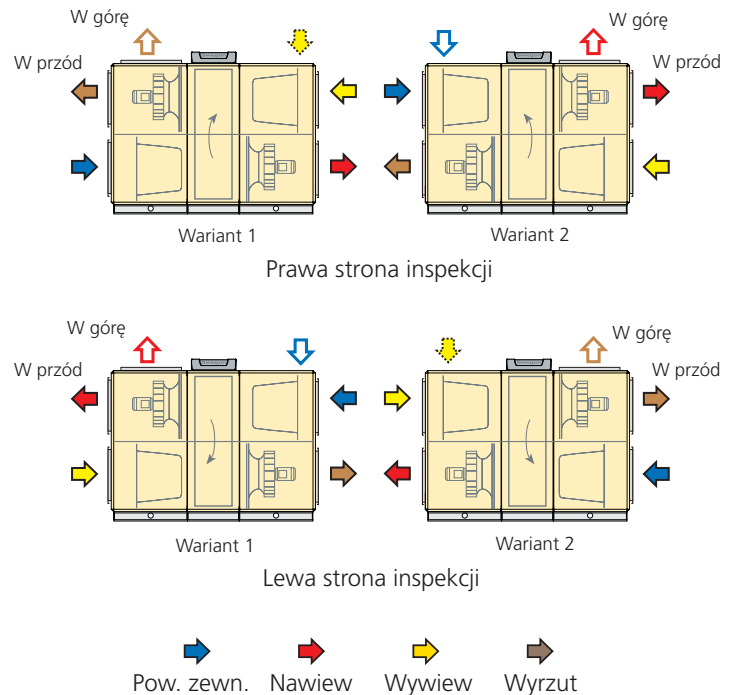 W górę
W przód
W górę
W przód
Wariant 1
Wariant 2
Prawa strona inspekcji
W górę
W przód
W górę
W przód
Wariant 1
Wariant 2
Lewa strona inspekcji
Pow. zewn. Nawiew Wywiew Wyrzut